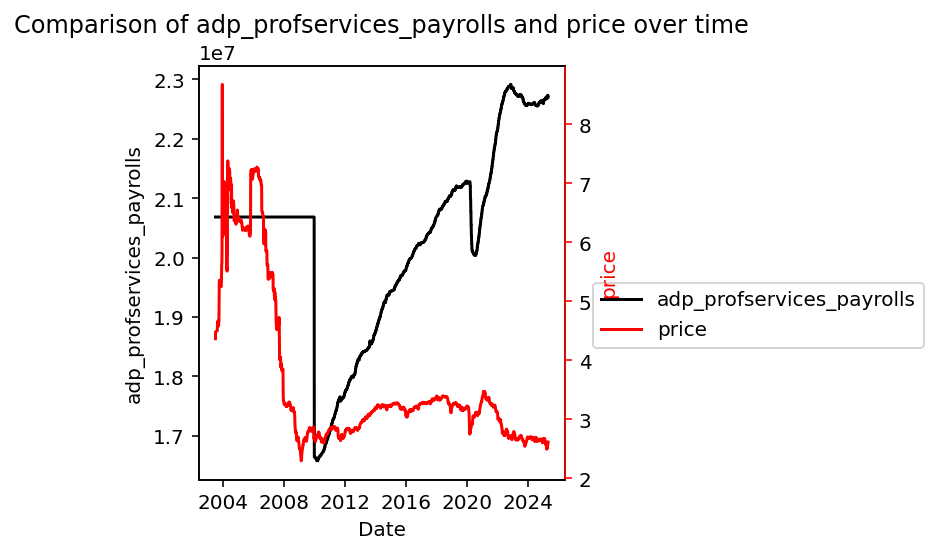 Comparison of adp_profservices_payrolls and price over time
1e7
2.3
2.2
2.1
2.0
1.9
1.8
1.7
adp_profservices_payrolls
8
7
6
5
4
3
2
price
adp_profservices_payrolls
price
2004 2008 2012 2016 2020 2024
Date